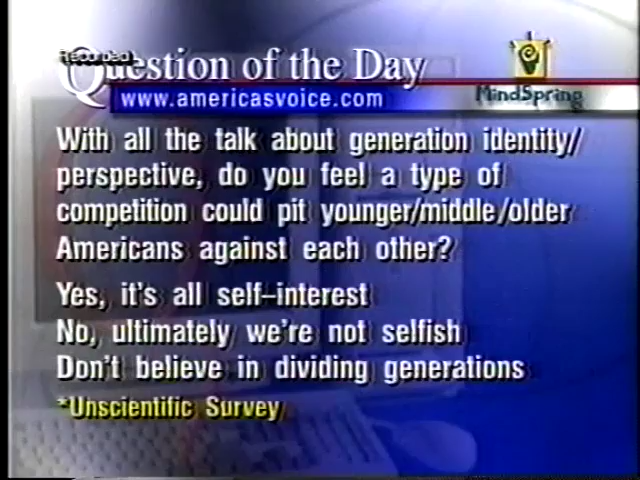 Recorded
Question of the Day
www.americasvoice.com
MindSpring
With all the talk about generation identity/
perspective, do you feel a type of
competition could pit younger/middle/older
Americans against each other?
Yes, it's all self-interest
No, ultimately we're not selfish
Don't believe in dividing generations
*Unscientific Survey